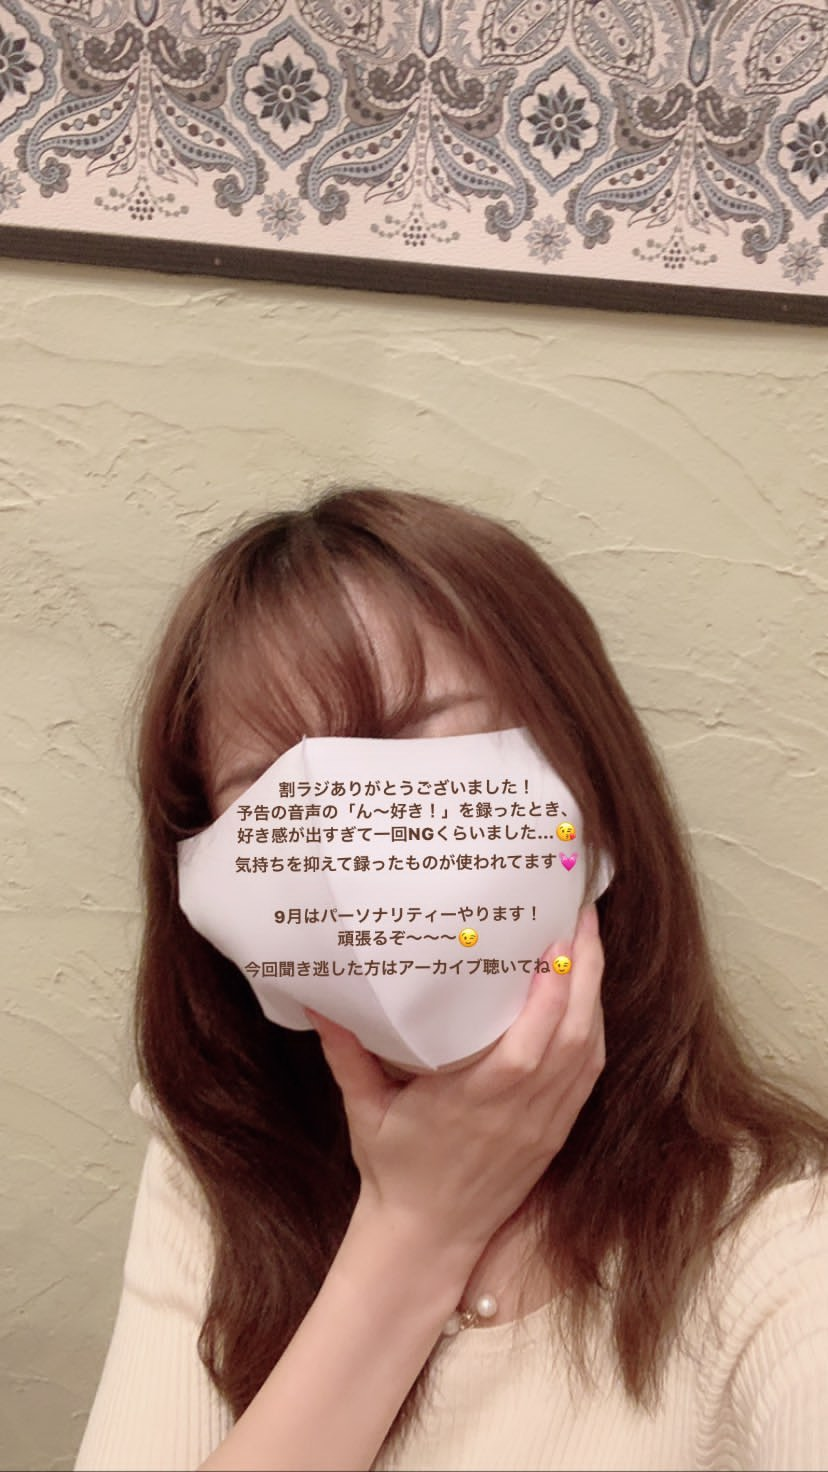 割ラジありがとうございました！
予告の音声の「ん〜好き！」を録ったとき、
好き感が出すぎて一回NGくらいました...😘
気持ちを抑えて録ったものが使われてます💓
9月はパーソナリティーやります！
頑張るぞ〜〜〜😉
今回聞き逃した方はアーカイブ聴いてね😉